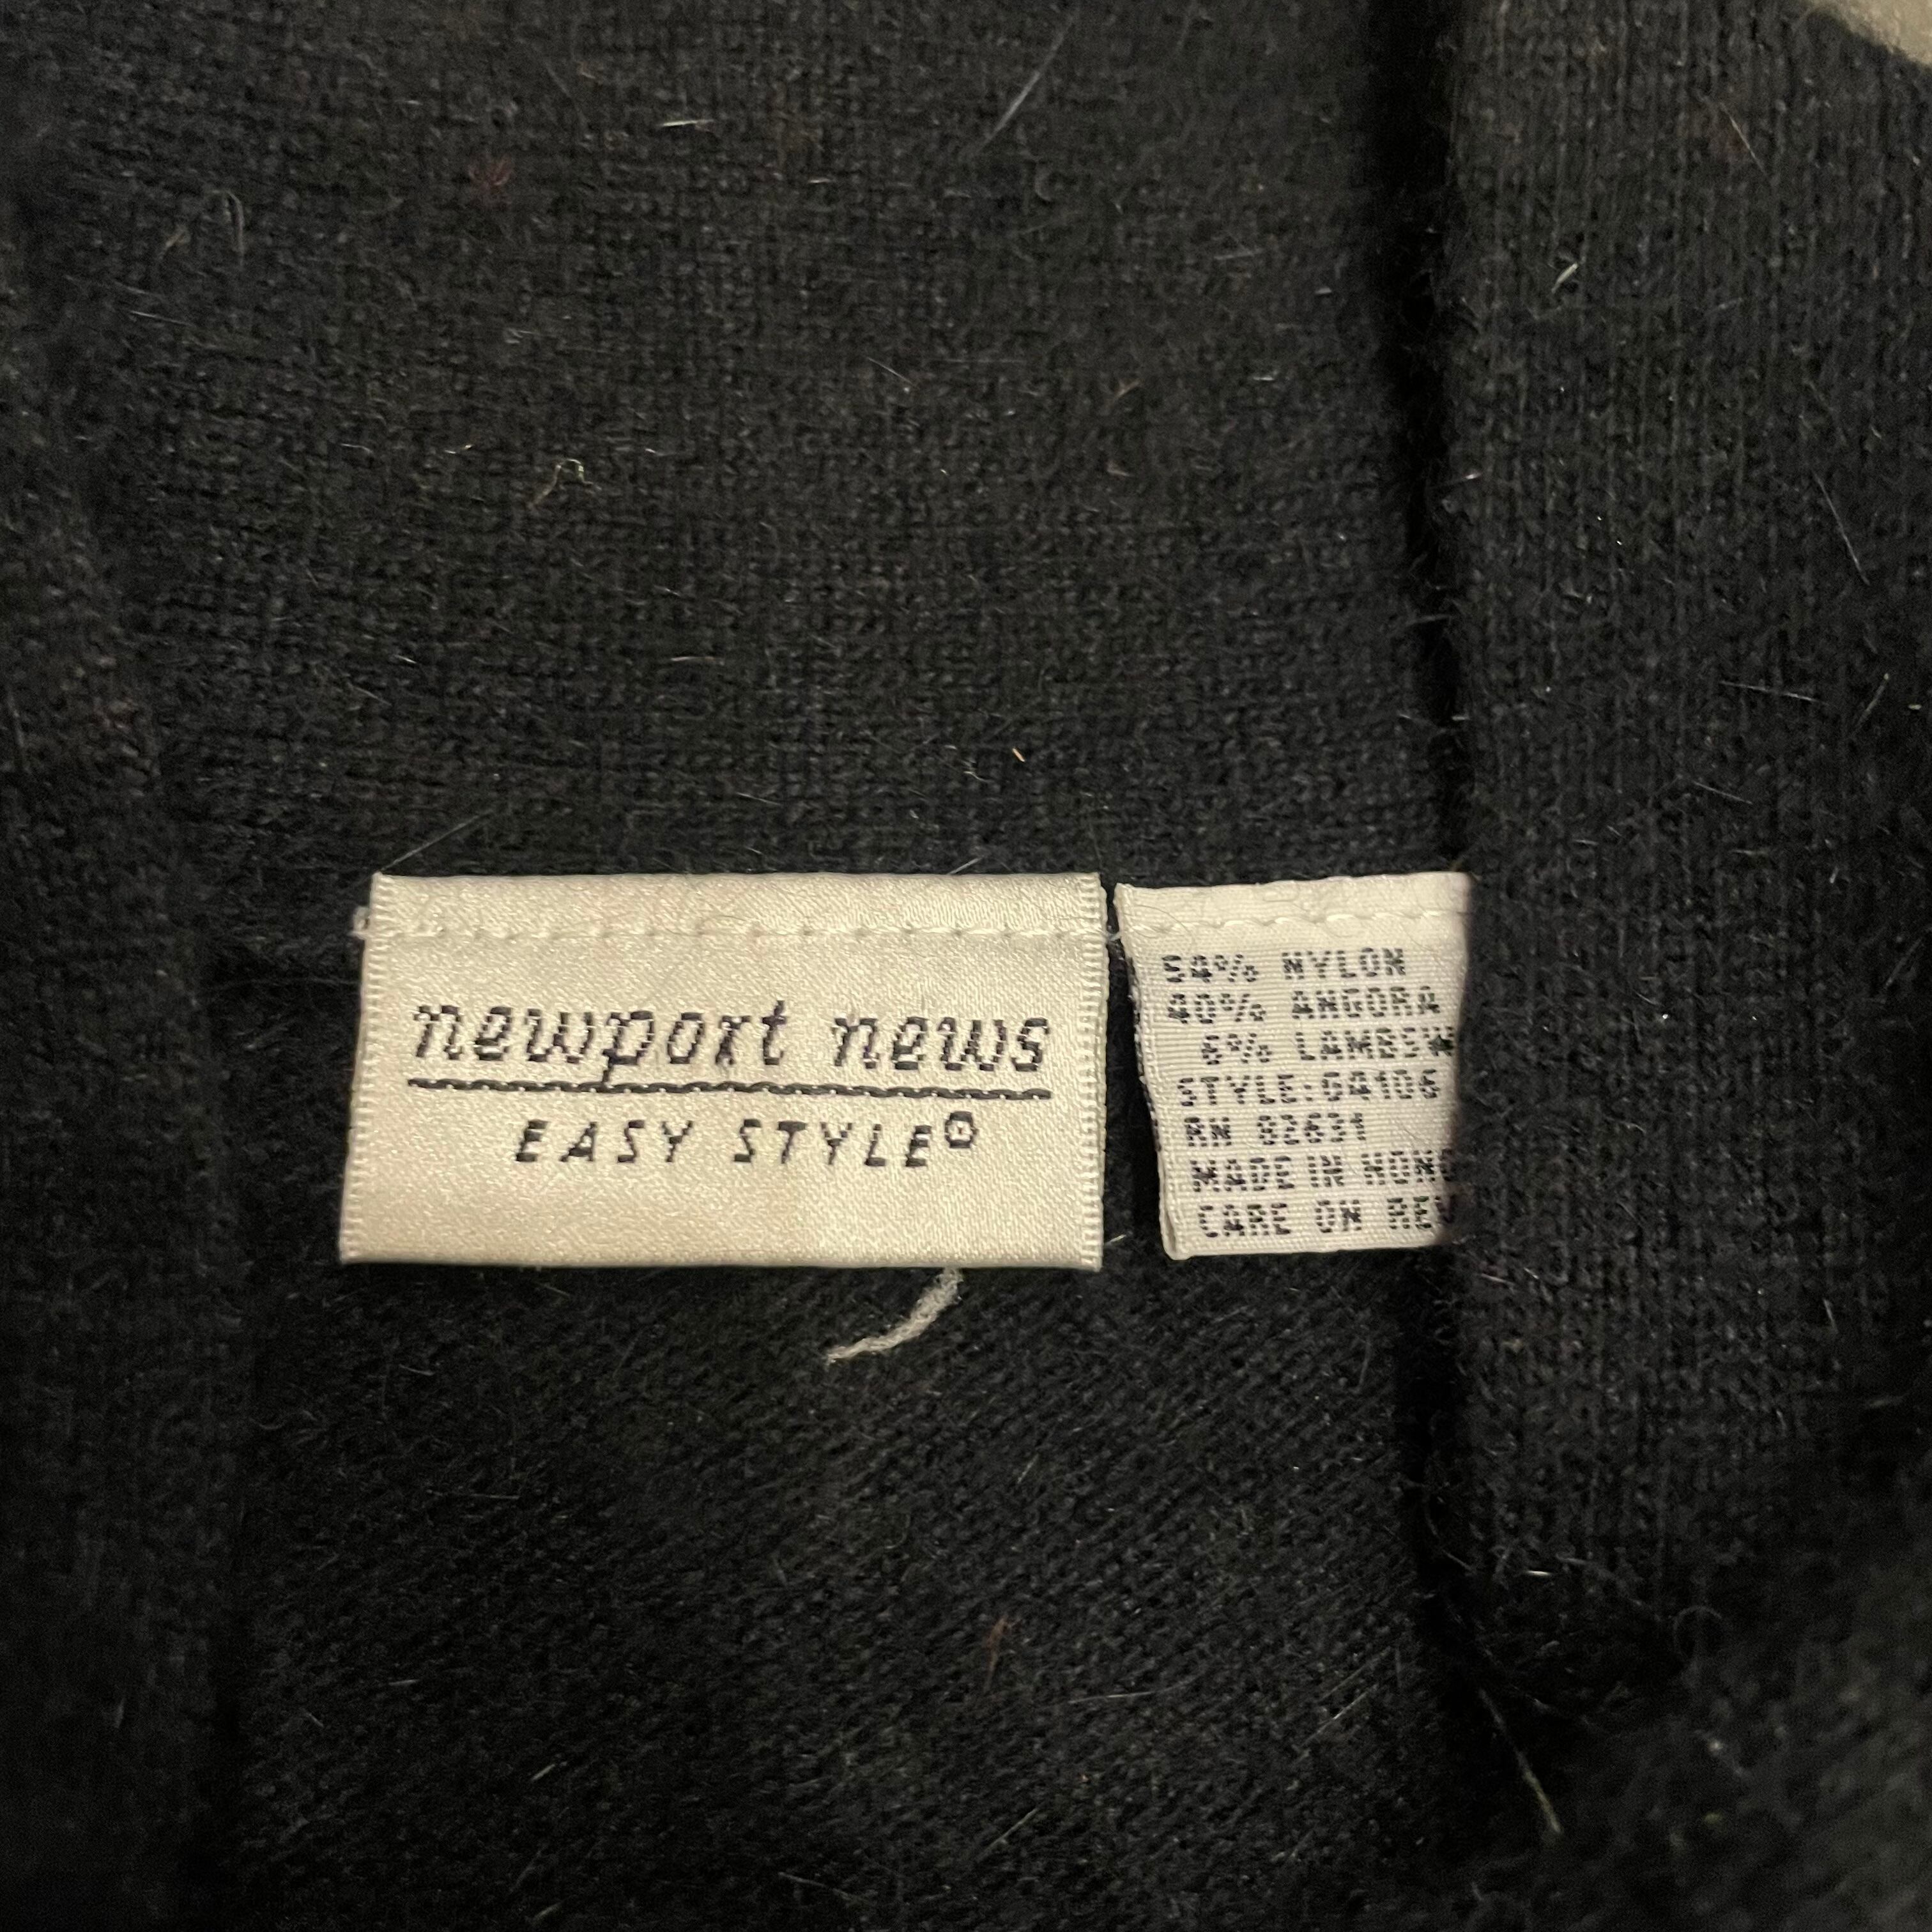 newport news
EASY STYLE®
54% NYLON
40% ANGORA
6% LAMBSW
STYLE:G4106
RN 82631
MADE IN HONG
CARE ON REV